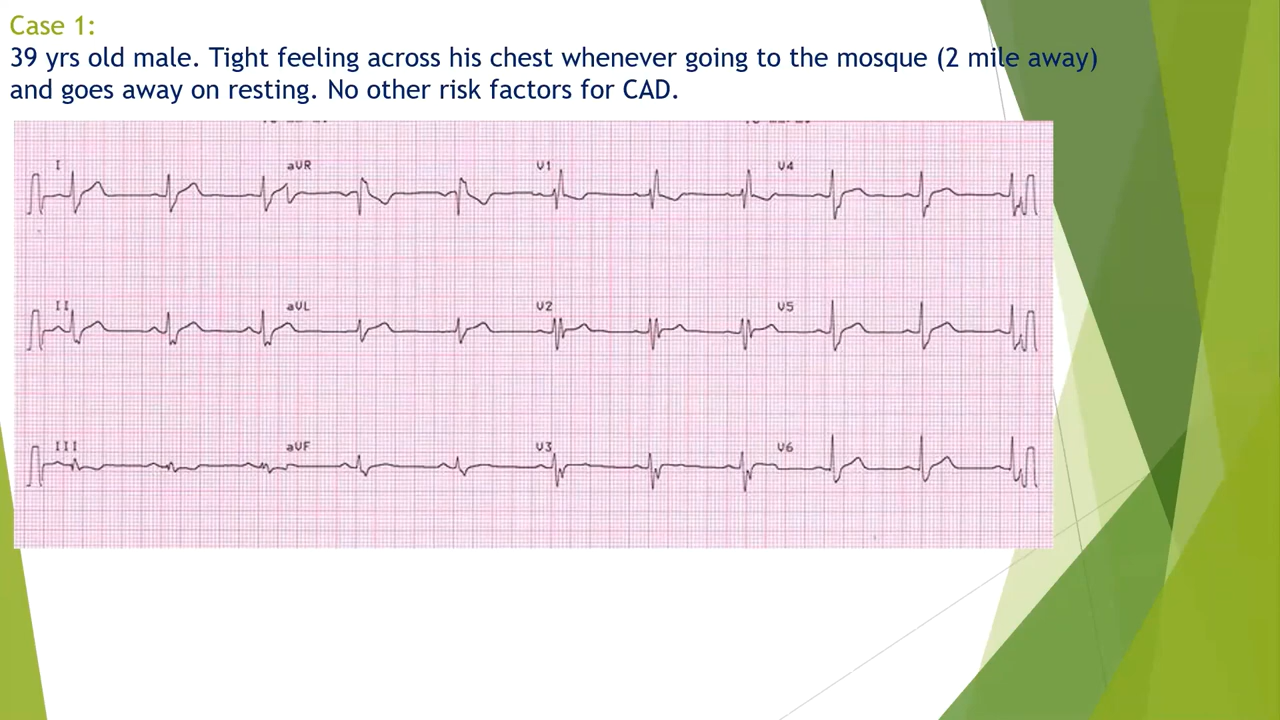 Case 1:
39 yrs old male. Tight feeling across his chest whenever going to the mosque (2 mile away)
and goes away on resting. No other risk factors for CAD.
I aVR V1 V4
II aVL V2 V5
III aVF V3 V6